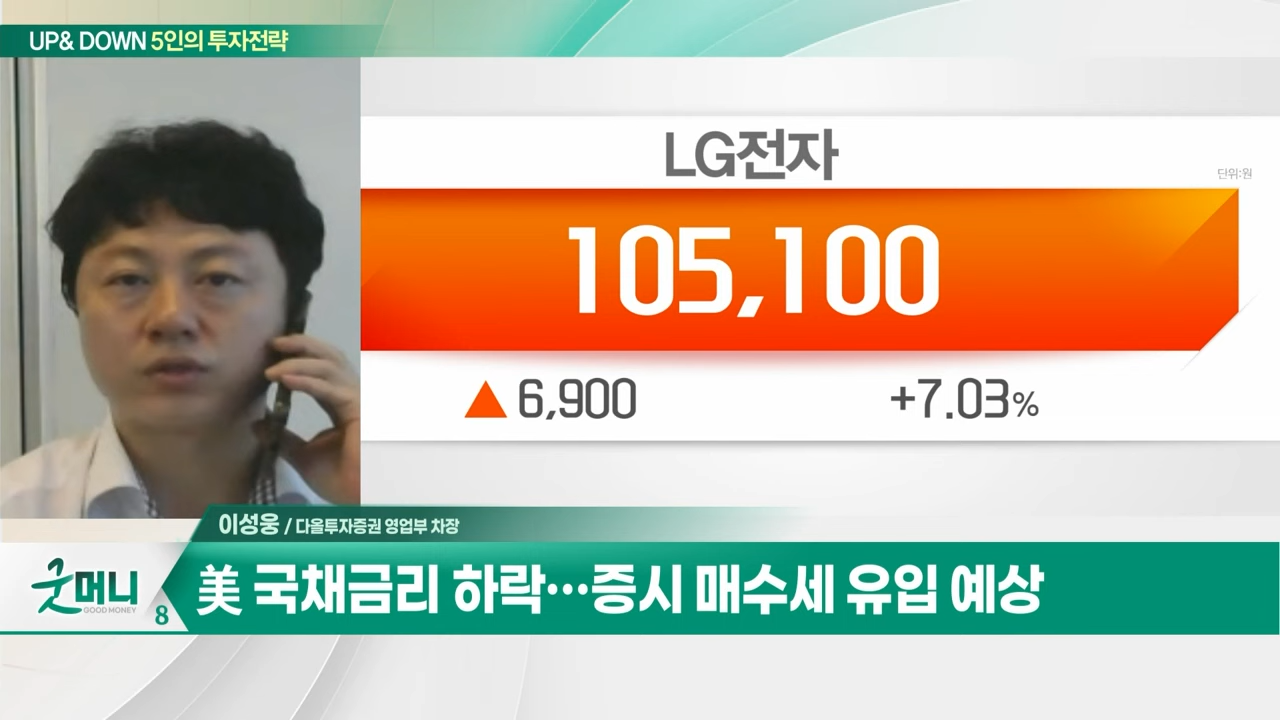 UP& DOWN 5인의 투자전략
LG전자
단위:원
105,100
▲ 6,900 +7.03%
이성웅 / 다올투자증권 영업부 차장
굿머니
GOOD MONEY
8
美 국채금리 하락…증시 매수세 유입 예상